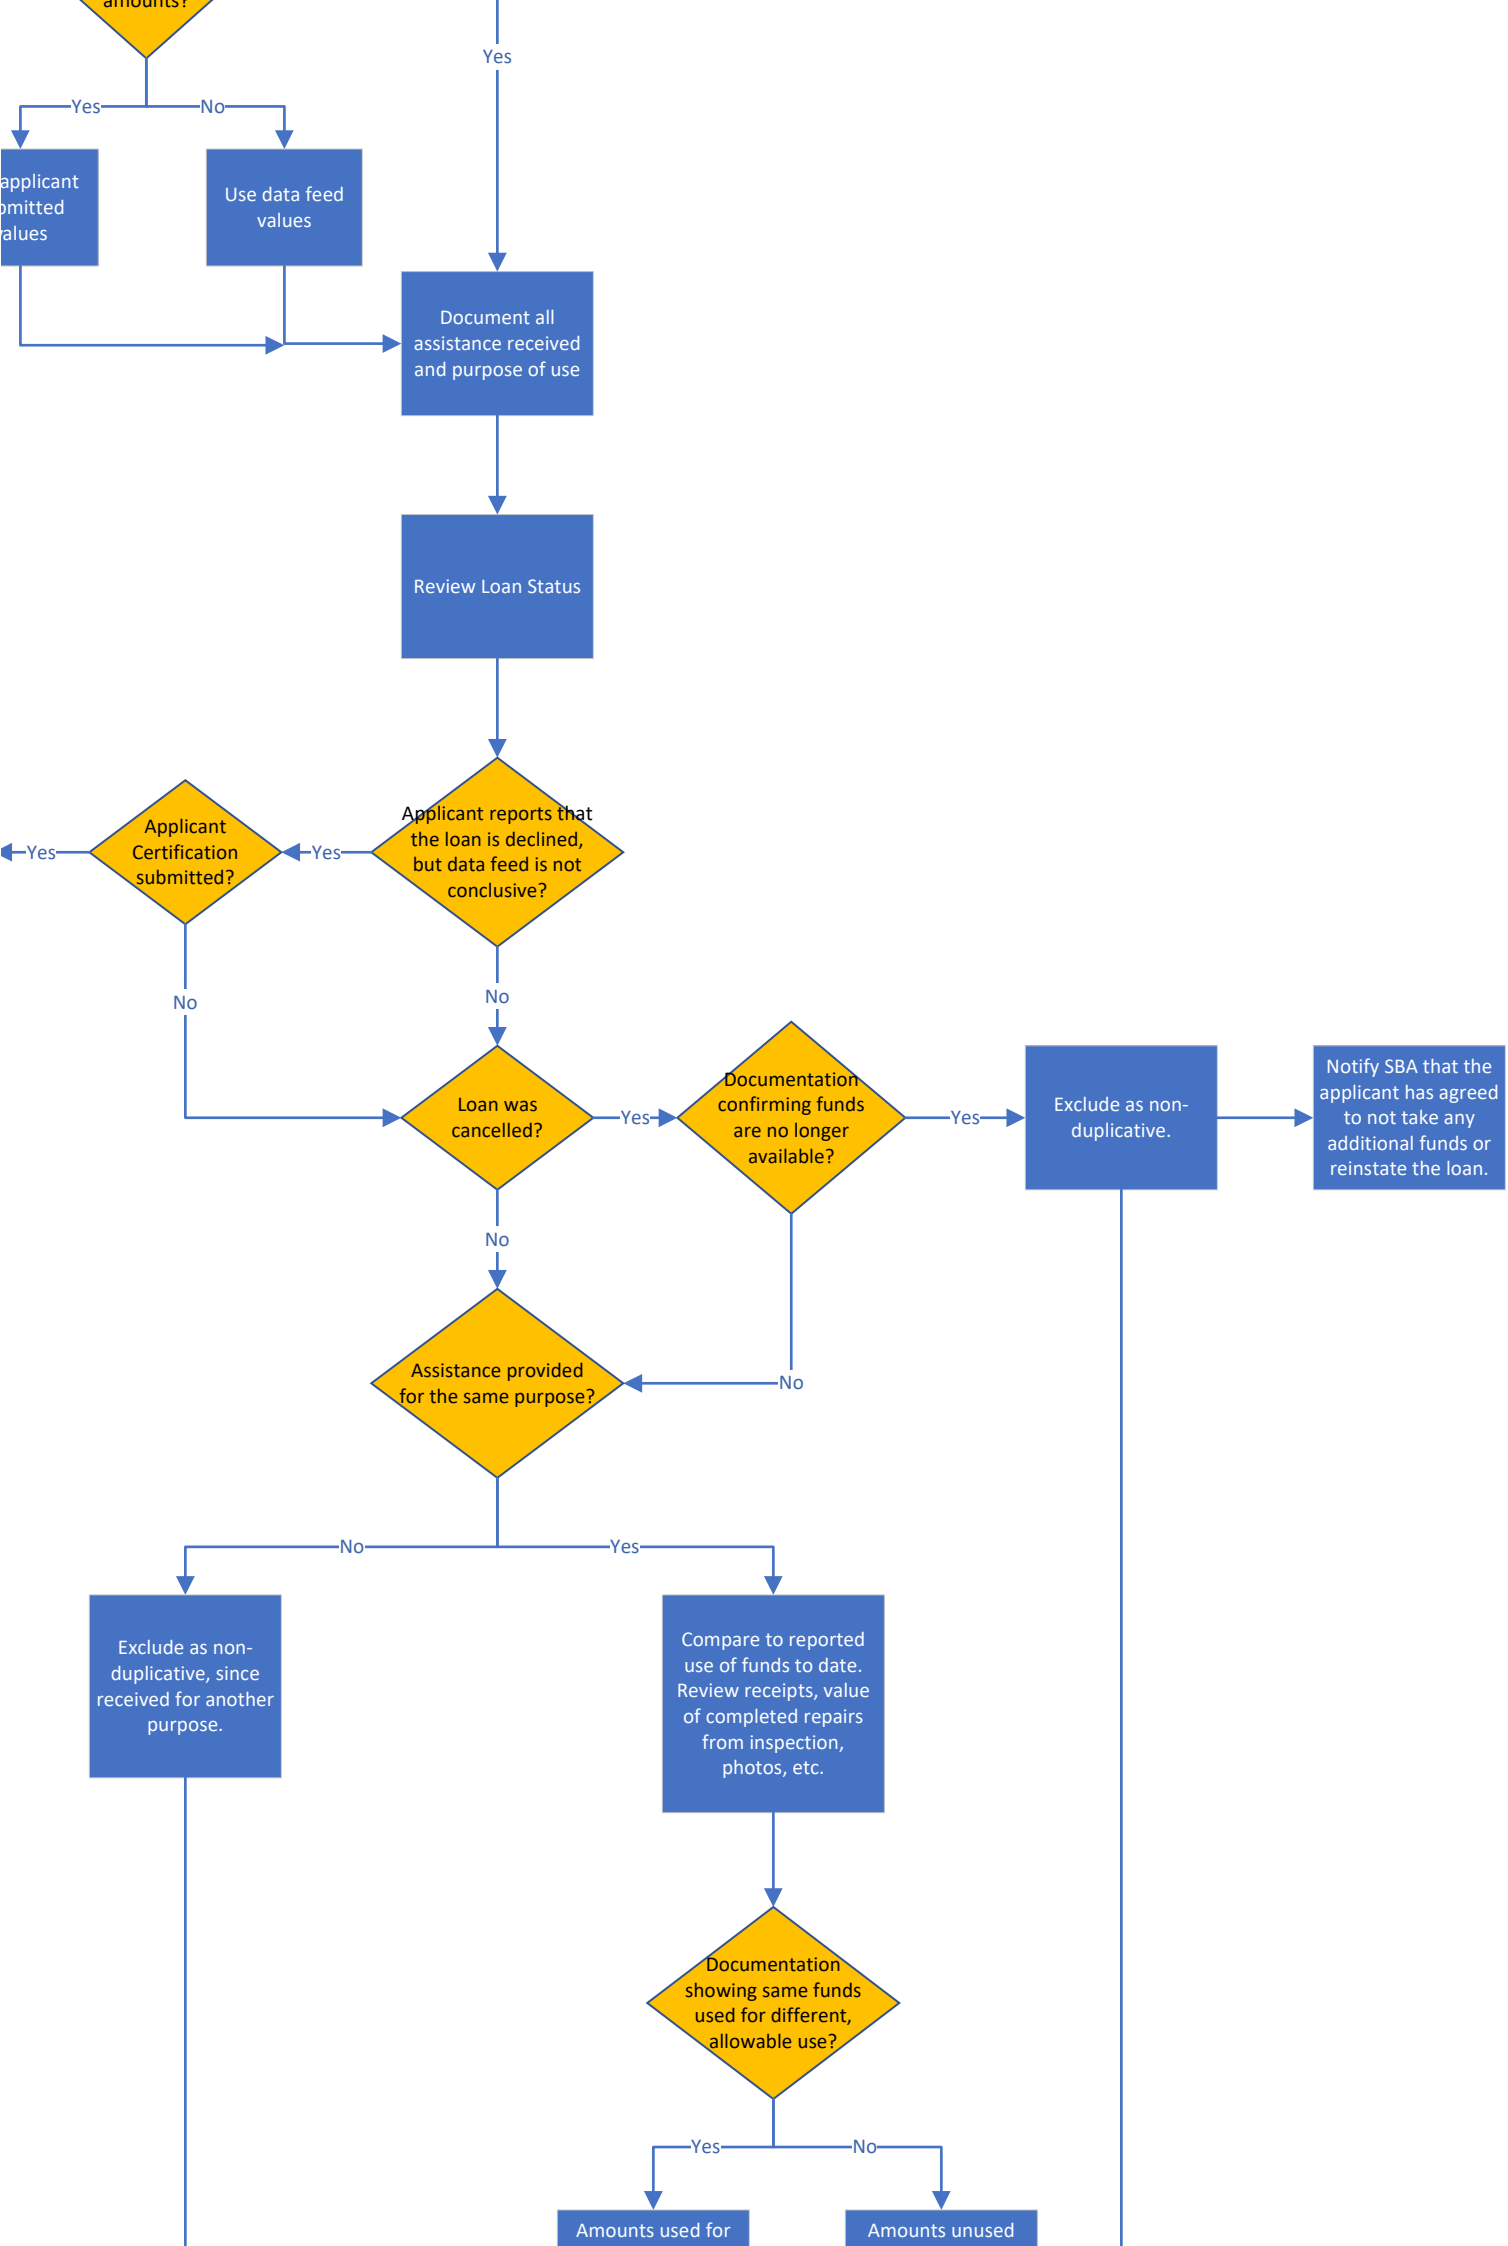 amounts?
Yes
Yes
No
applicant
values
Use data feed
values
Document all
assistance received
and purpose of use
Review Loan Status
Applicant reports that
the loan is declined,
but data feed is not
conclusive?
Yes
Applicant
Certification
submitted?
Yes
No
No
Loan was
cancelled?
Yes
Documentation
confirming funds
are no longer
available?
Yes
Exclude as non-
duplicative.
Notify SBA that the
applicant has agreed
to not take any
additional funds or
reinstate the loan.
No
No
Assistance provided
for the same purpose?
No
Yes
Exclude as non-
duplicative, since
received for another
purpose.
Compare to reported
use of funds to date.
Review receipts, value
of completed repairs
from inspection,
photos, etc.
Documentation
showing same funds
used for different,
allowable use?
Yes
No
Amounts used for
Amounts unused